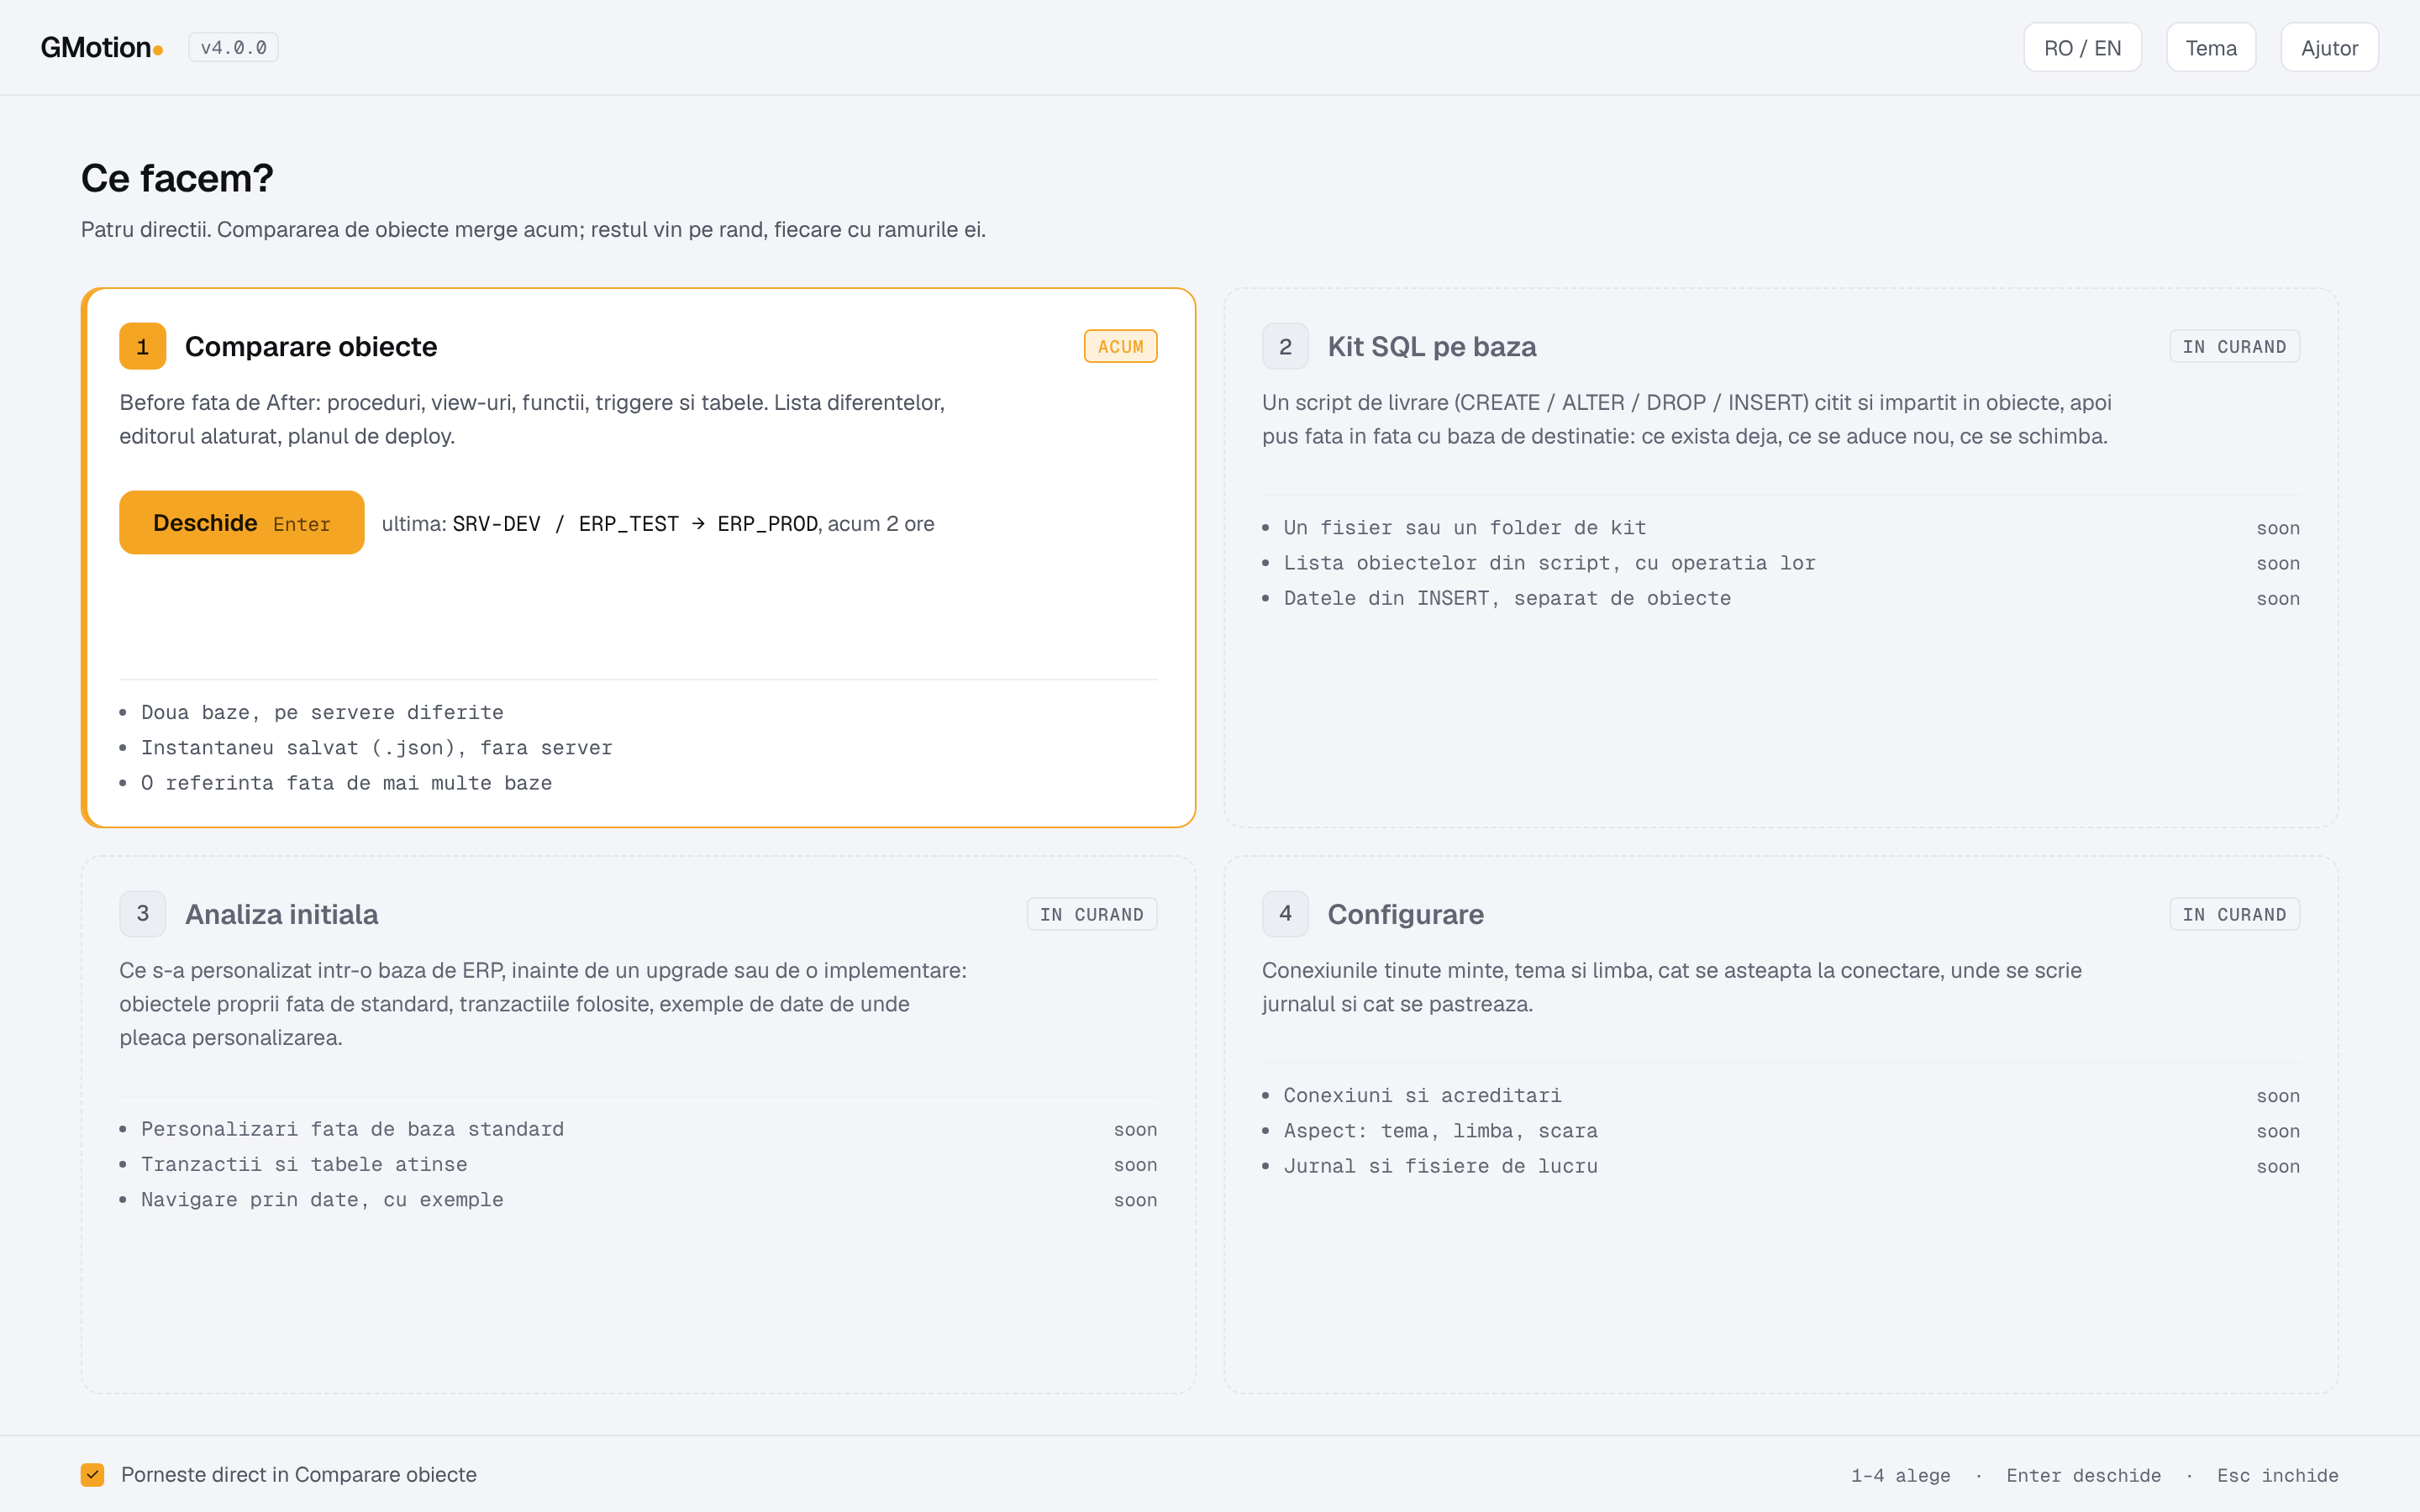 GMotion
v4.0.0
RO / EN
Tema
Ajutor
Ce facem?
Patru directii. Compararea de obiecte merge acum; restul vin pe rand, fiecare cu ramurile ei.
1 Comparare obiecte
ACUM
Before fata de After: proceduri, view-uri, functii, triggere si tabele. Lista diferentelor,
editorul alaturat, planul de deploy.
Deschide Enter
ultima: SRV-DEV / ERP_TEST → ERP_PROD, acum 2 ore
• Doua baze, pe servere diferite
• Instantaneu salvat (.json), fara server
• O referinta fata de mai multe baze
2 Kit SQL pe baza
IN CURAND
Un script de livrare (CREATE / ALTER / DROP / INSERT) citit si impartit in obiecte, apoi
pus fata in fata cu baza de destinatie: ce exista deja, ce se aduce nou, ce se schimba.
• Un fisier sau un folder de kit soon
• Lista obiectelor din script, cu operatia lor soon
• Datele din INSERT, separat de obiecte soon
3 Analiza initiala
IN CURAND
Ce s-a personalizat intr-o baza de ERP, inainte de un upgrade sau de o implementare:
obiectele proprii fata de standard, tranzactiile folosite, exemple de date de unde
pleaca personalizarea.
• Personalizari fata de baza standard soon
• Tranzactii si tabele atinse soon
• Navigare prin date, cu exemple soon
4 Configurare
IN CURAND
Conexiunile tinute minte, tema si limba, cat se asteapta la conectare, unde se scrie
jurnalul si cat se pastreaza.
• Conexiuni si acreditari soon
• Aspect: tema, limba, scara soon
• Jurnal si fisiere de lucru soon
Porneste direct in Comparare obiecte
1-4 alege · Enter deschide · Esc inchide